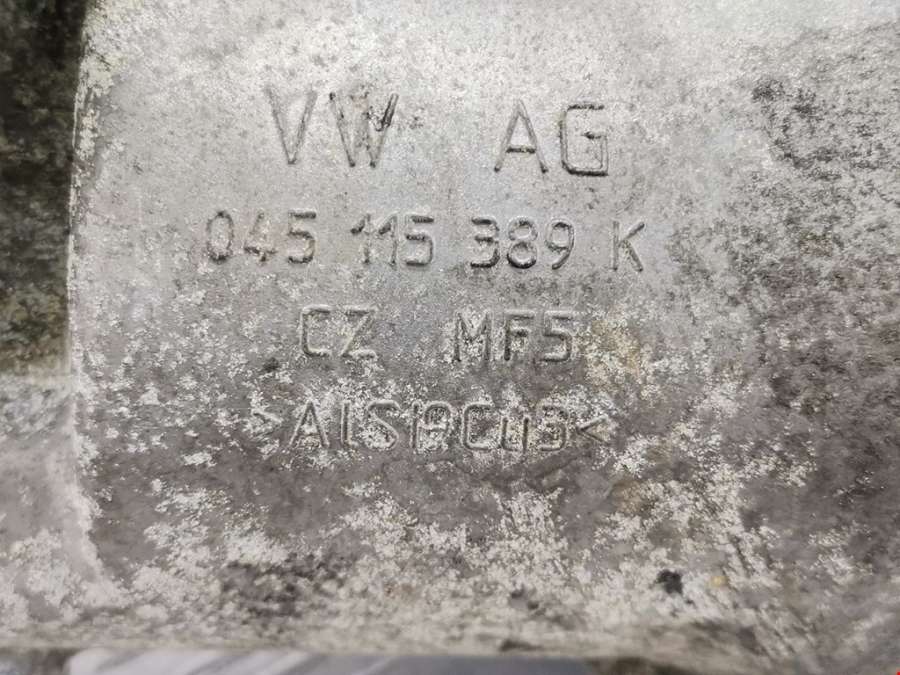 VW AG
045 115 389 K
CZ MF5
>AlSi9Cu3<